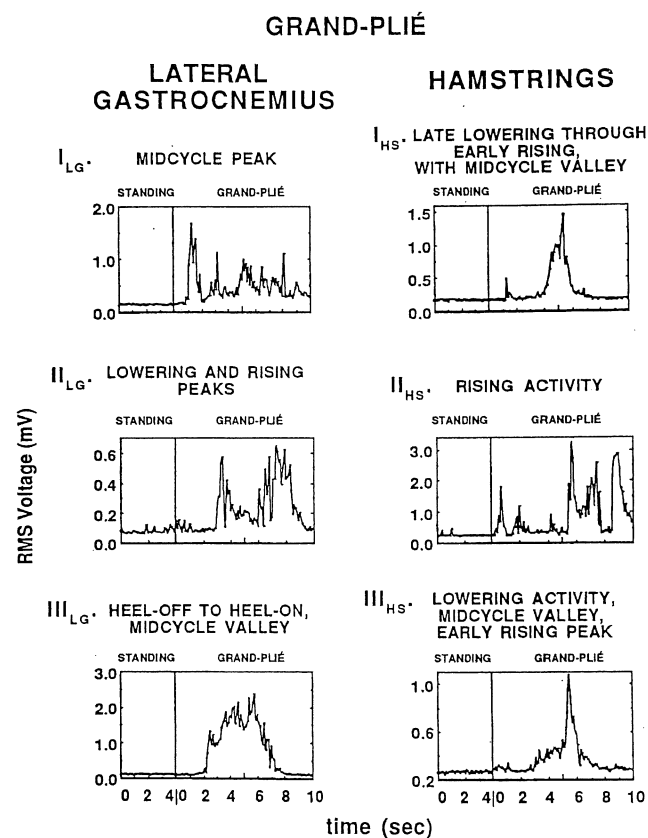 GRAND-PLIÉ
LATERAL
GASTROCNEMIUS
HAMSTRINGS
I_LG. MIDCYCLE PEAK
STANDING GRAND-PLIÉ
2.0
1.0
0.0
I_HS. LATE LOWERING THROUGH
EARLY RISING,
WITH MIDCYCLE VALLEY
STANDING GRAND-PLIÉ
1.5
1.0
0.5
0.0
II_LG. LOWERING AND RISING
PEAKS
STANDING GRAND-PLIÉ
0.6
0.4
0.2
0.0
II_HS. RISING ACTIVITY
STANDING GRAND-PLIÉ
3.0
2.0
1.0
0.0
RMS Voltage (mV)
III_LG. HEEL-OFF TO HEEL-ON,
MIDCYCLE VALLEY
STANDING GRAND-PLIÉ
3.0
2.0
1.0
0.0
0 2 4|0 2 4 6 8 10
III_HS. LOWERING ACTIVITY,
MIDCYCLE VALLEY,
EARLY RISING PEAK
STANDING GRAND-PLIÉ
1.0
0.6
0.2
0 2 4|0 2 4 6 8 10
time (sec)